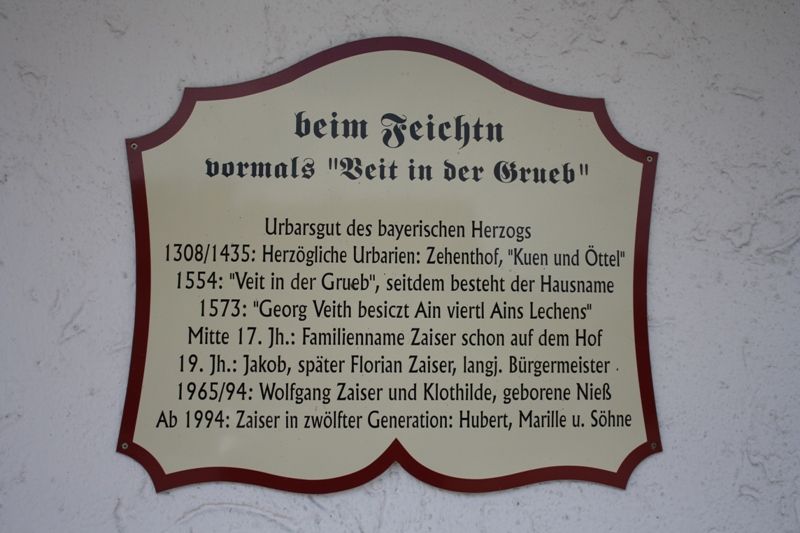 beim Feichtn
vormals "Veit in der Grueb"
Urbarsgut des bayerischen Herzogs
1308/1435: Herzögliche Urbarien: Zehenthof, "Kuen und Öttel"
1554: "Veit in der Grueb", seitdem besteht der Hausname
1573: "Georg Veith besiczt Ain viertl Ains Lechens"
Mitte 17. Jh.: Familienname Zaiser schon auf dem Hof
19. Jh.: Jakob, später Florian Zaiser, langj. Bürgermeister
1965/94: Wolfgang Zaiser und Klothilde, geborene Nieß
Ab 1994: Zaiser in zwölfter Generation: Hubert, Marille u. Söhne